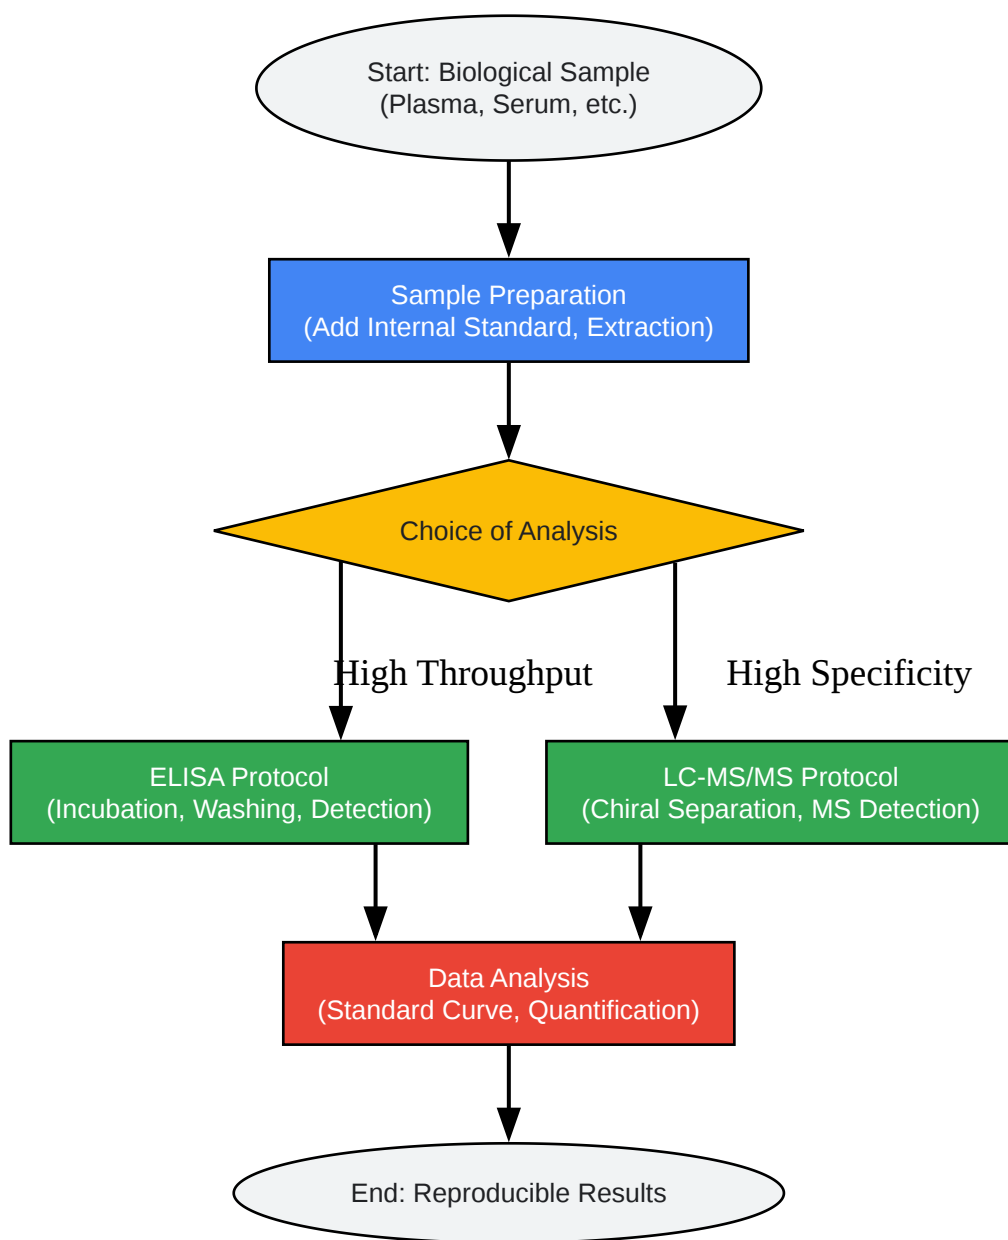 Start: Biological Sample
(Plasma, Serum, etc.)
Sample Preparation
(Add Internal Standard, Extraction)
Choice of Analysis
High Throughput
High Specificity
ELISA Protocol
(Incubation, Washing, Detection)
LC-MS/MS Protocol
(Chiral Separation, MS Detection)
Data Analysis
(Standard Curve, Quantification)
End: Reproducible Results